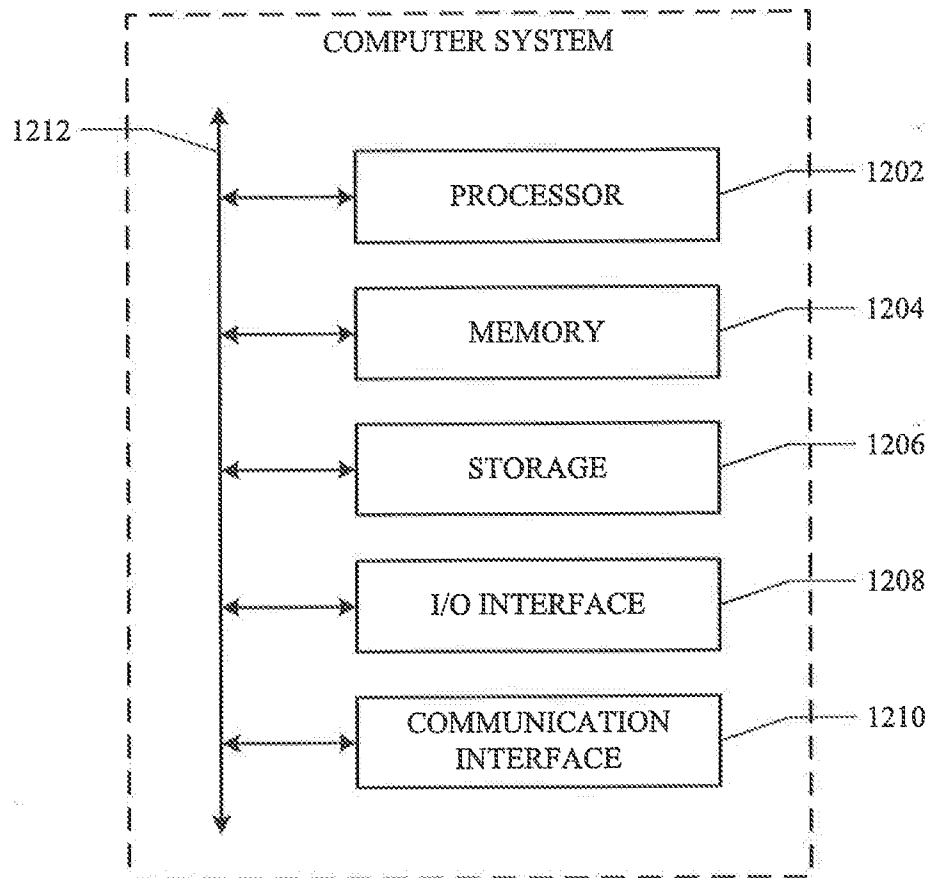 COMPUTER SYSTEM
1212
PROCESSOR
1202
MEMORY
1204
STORAGE
1206
I/O INTERFACE
1208
COMMUNICATION
INTERFACE
1210